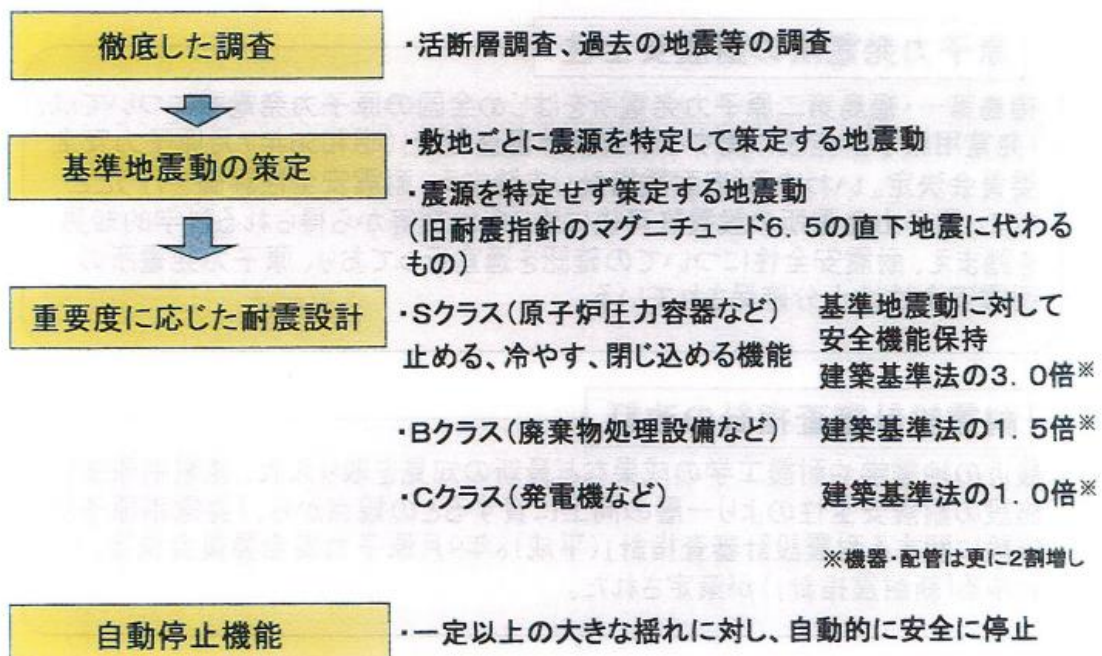 徹底した調査
・活断層調査、過去の地震等の調査
基準地震動の策定
・敷地ごとに震源を特定して策定する地震動
・震源を特定せず策定する地震動
(旧耐震指針のマグニチュード6．5の直下地震に代わる
もの)
重要度に応じた耐震設計
・Sクラス(原子炉圧力容器など)
止める、冷やす、閉じ込める機能
基準地震動に対して
安全機能保持
建築基準法の3．0倍※
・Bクラス(廃棄物処理設備など)
建築基準法の1．5倍※
・Cクラス(発電機など)
建築基準法の1．0倍※
※機器・配管は更に2割増し
自動停止機能
・一定以上の大きな揺れに対し、自動的に安全に停止